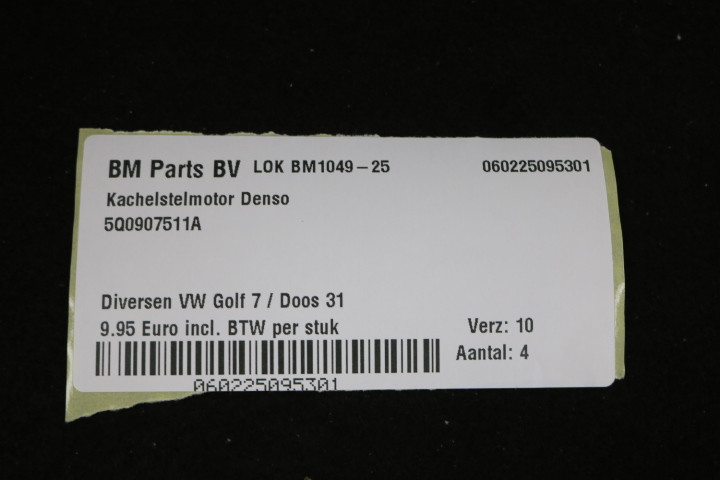 BM Parts BV LOK BM1049-25 060225095301
Kachelstelmotor Denso
5Q0907511A
Diversen VW Golf 7 / Doos 31
9.95 Euro incl. BTW per stuk Verz: 10
Aantal: 4
060225095301